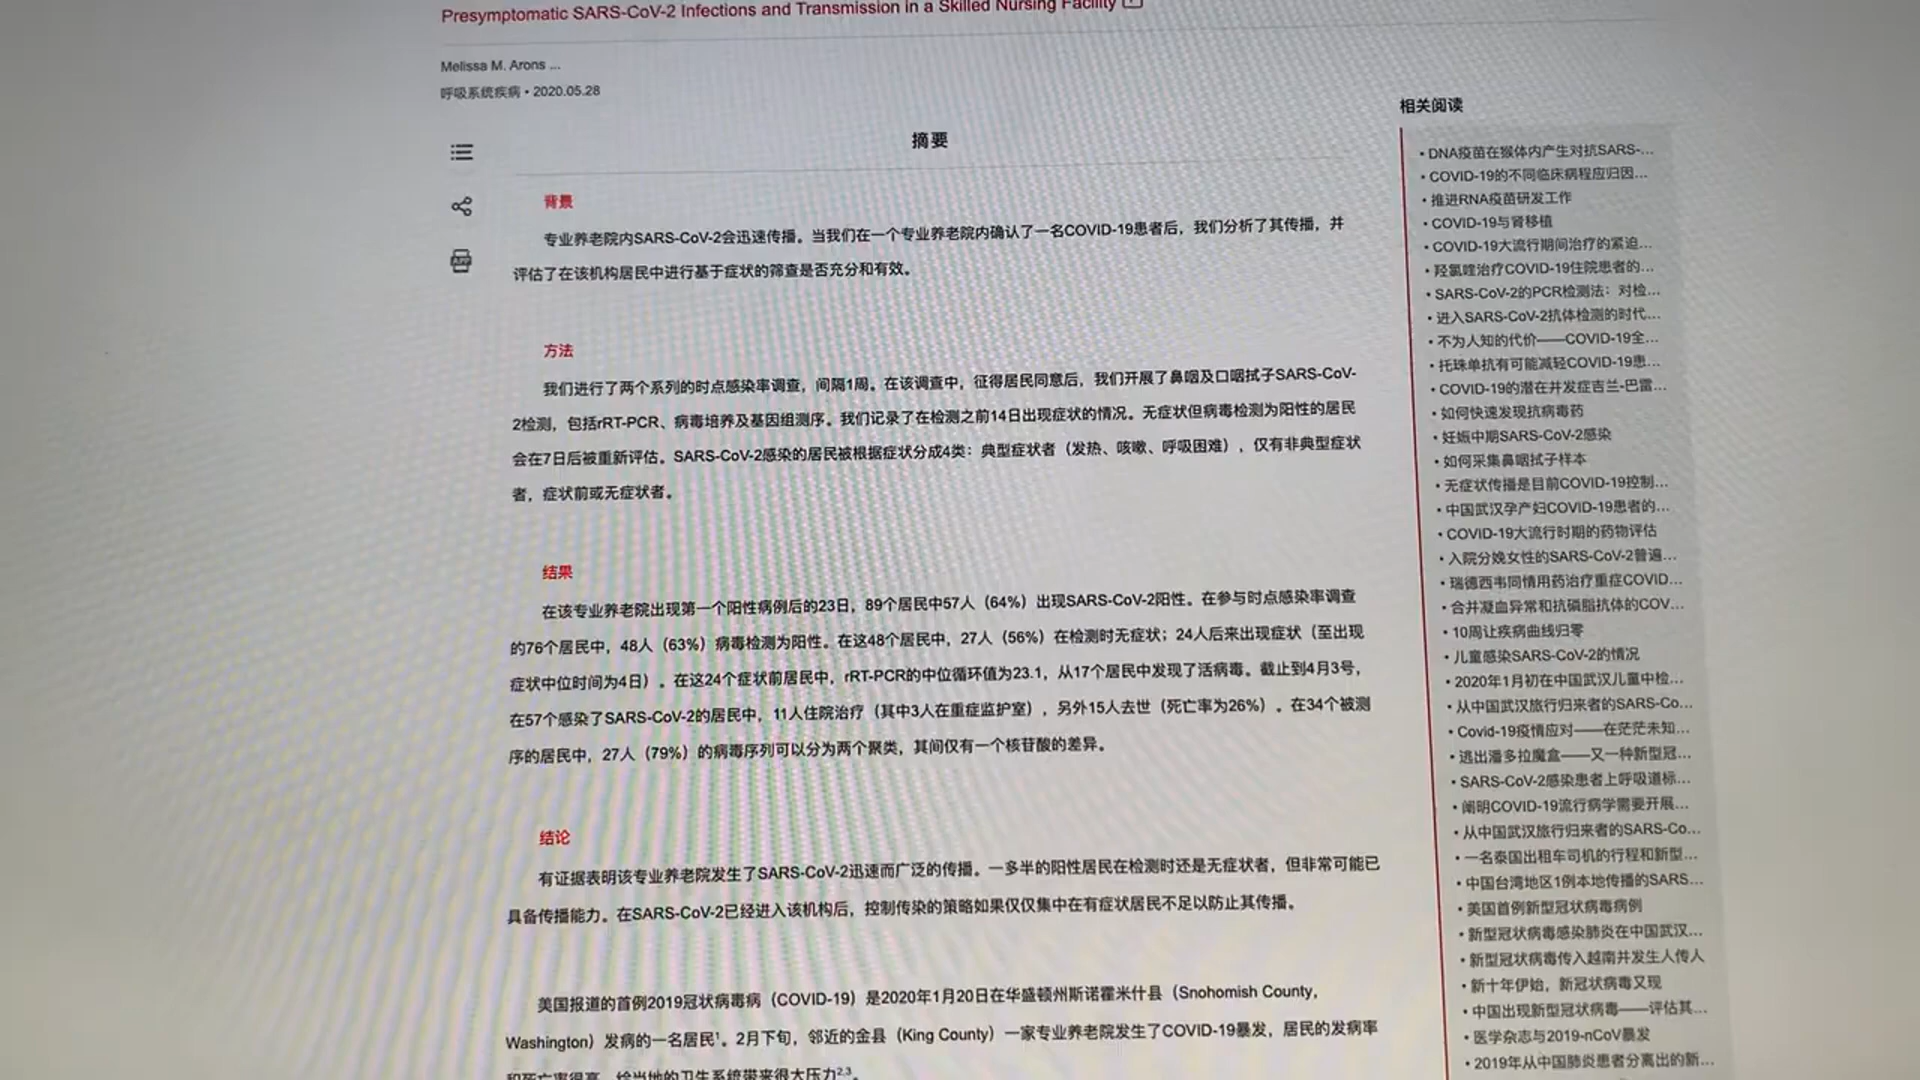 Presymptomatic SARS-CoV-2 Infections and Transmission in a Skilled Nursing Facility
Melissa M. Arons ...
呼吸系统疾病 • 2020.05.28
摘要
背景
专业养老院内SARS-CoV-2会迅速传播。当我们在一个专业养老院内确认了一名COVID-19患者后，我们分析了其传播，并
评估了在该机构居民中进行基于症状的筛查是否充分和有效。
方法
我们进行了两个系列的时点感染率调查，间隔1周。在该调查中，征得居民同意后，我们开展了鼻咽及口咽拭子SARS-CoV-
2检测，包括rRT-PCR、病毒培养及基因组测序。我们记录了在检测之前14日出现症状的情况。无症状但病毒检测为阳性的居民
会在7日后被重新评估。SARS-CoV-2感染的居民被根据症状分成4类：典型症状者（发热、咳嗽、呼吸困难），仅有非典型症状
者，症状前或无症状者。
结果
在该专业养老院出现第一个阳性病例后的23日，89个居民中57人（64%）出现SARS-CoV-2阳性。在参与时点感染率调查
的76个居民中，48人（63%）病毒检测为阳性。在这48个居民中，27人（56%）在检测时无症状；24人后来出现症状（至出现
症状中位时间为4日）。在这24个症状前居民中，rRT-PCR的中位循环值为23.1，从17个居民中发现了活病毒。截止到4月3号，
在57个感染了SARS-CoV-2的居民中，11人住院治疗（其中3人在重症监护室），另外15人去世（死亡率为26%）。在34个被测
序的居民中，27人（79%）的病毒序列可以分为两个聚类，其间仅有一个核苷酸的差异。
结论
有证据表明该专业养老院发生了SARS-CoV-2迅速而广泛的传播。一多半的阳性居民在检测时还是无症状者，但非常可能已
具备传播能力。在SARS-CoV-2已经进入该机构后，控制传染的策略如果仅仅集中在有症状居民不足以防止其传播。
美国报道的首例2019冠状病毒病（COVID-19）是2020年1月20日在华盛顿州斯诺霍米什县（Snohomish County,
Washington）发病的一名居民¹。2月下旬，邻近的金县（King County）一家专业养老院发生了COVID-19暴发，居民的发病率
和死亡率很高，给当地的卫生系统带来很大压力²,³。
相关阅读
• DNA疫苗在猴体内产生对抗SARS-...
• COVID-19的不同临床病程应归因...
• 推进RNA疫苗研发工作
• COVID-19与肾移植
• COVID-19大流行期间治疗的紧迫...
• 羟氯喹治疗COVID-19住院患者的...
• SARS-CoV-2的PCR检测法：对检...
• 进入SARS-CoV-2抗体检测的时代...
• 不为人知的代价——COVID-19全...
• 托珠单抗有可能减轻COVID-19患...
• COVID-19的潜在并发症吉兰-巴雷...
• 如何快速发现抗病毒药
• 妊娠中期SARS-CoV-2感染
• 如何采集鼻咽拭子样本
• 无症状传播是目前COVID-19控制...
• 中国武汉孕产妇COVID-19患者的...
• COVID-19大流行时期的药物评估
• 入院分娩女性的SARS-CoV-2普遍...
• 瑞德西韦同情用药治疗重症COVID...
• 合并凝血异常和抗磷脂抗体的COV...
• 10周让疾病曲线归零
• 儿童感染SARS-CoV-2的情况
• 2020年1月初在中国武汉儿童中检...
• 从中国武汉旅行归来者的SARS-Co...
• Covid-19疫情应对——在茫茫未知...
• 逃出潘多拉魔盒——又一种新型冠...
• SARS-CoV-2感染患者上呼吸道标...
• 阐明COVID-19流行病学需要开展...
• 从中国武汉旅行归来者的SARS-Co...
• 一名泰国出租车司机的行程和新型...
• 中国台湾地区1例本地传播的SARS...
• 美国首例新型冠状病毒病例
• 新型冠状病毒感染肺炎在中国武汉...
• 新型冠状病毒传入越南并发生人传人
• 新十年伊始，新冠状病毒又现
• 中国出现新型冠状病毒——评估其...
• 医学杂志与2019-nCoV暴发
• 2019年从中国肺炎患者分离出的新...